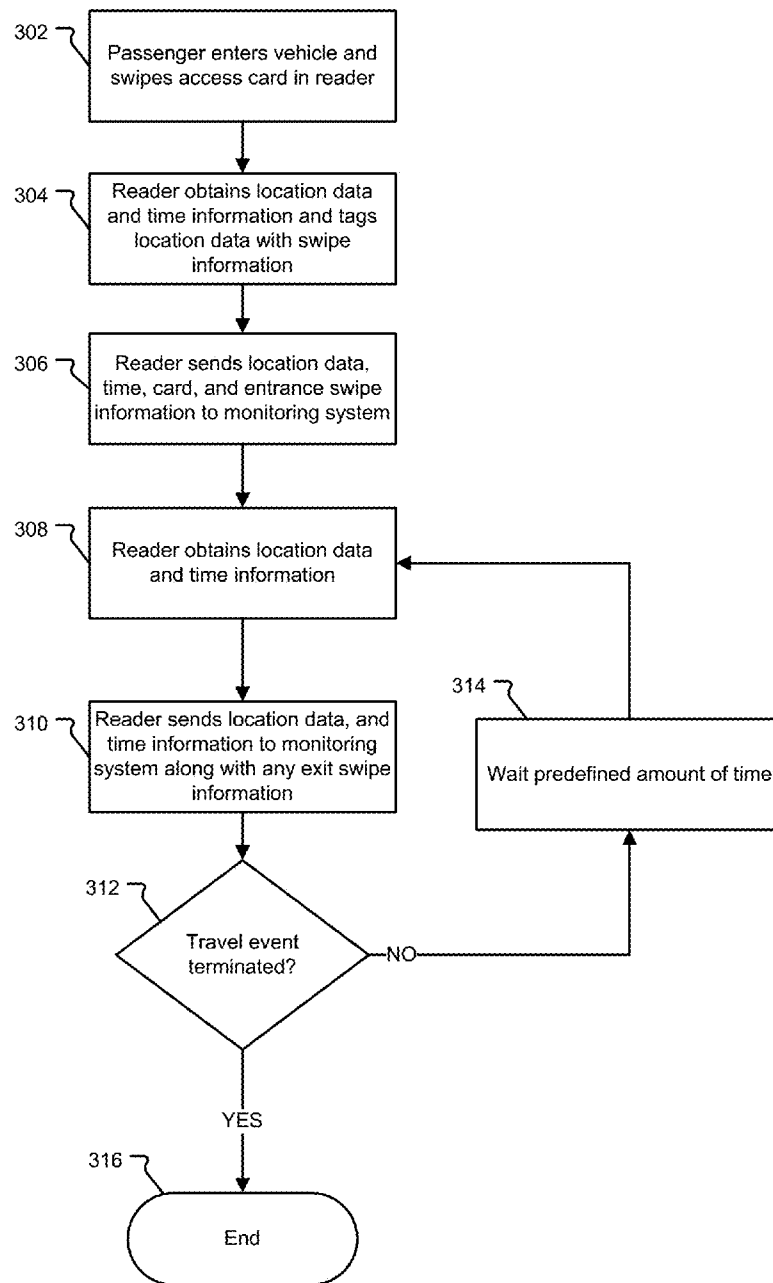 302
Passenger enters vehicle and
swipes access card in reader
304
Reader obtains location data
and time information and tags
location data with swipe
information
306
Reader sends location data,
time, card, and entrance swipe
information to monitoring system
308
Reader obtains location data
and time information
310
Reader sends location data, and
time information to monitoring
system along with any exit swipe
information
314
Wait predefined amount of time
312
Travel event
terminated?
NO
YES
316
End